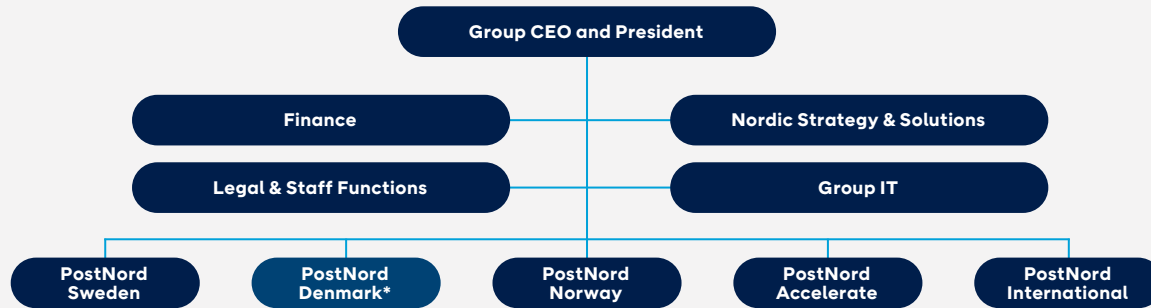 Group CEO and President
Finance
Nordic Strategy & Solutions
Legal & Staff Functions
Group IT
PostNord
Sweden
PostNord
Denmark*
PostNord
Norway
PostNord
Accelerate
PostNord
International